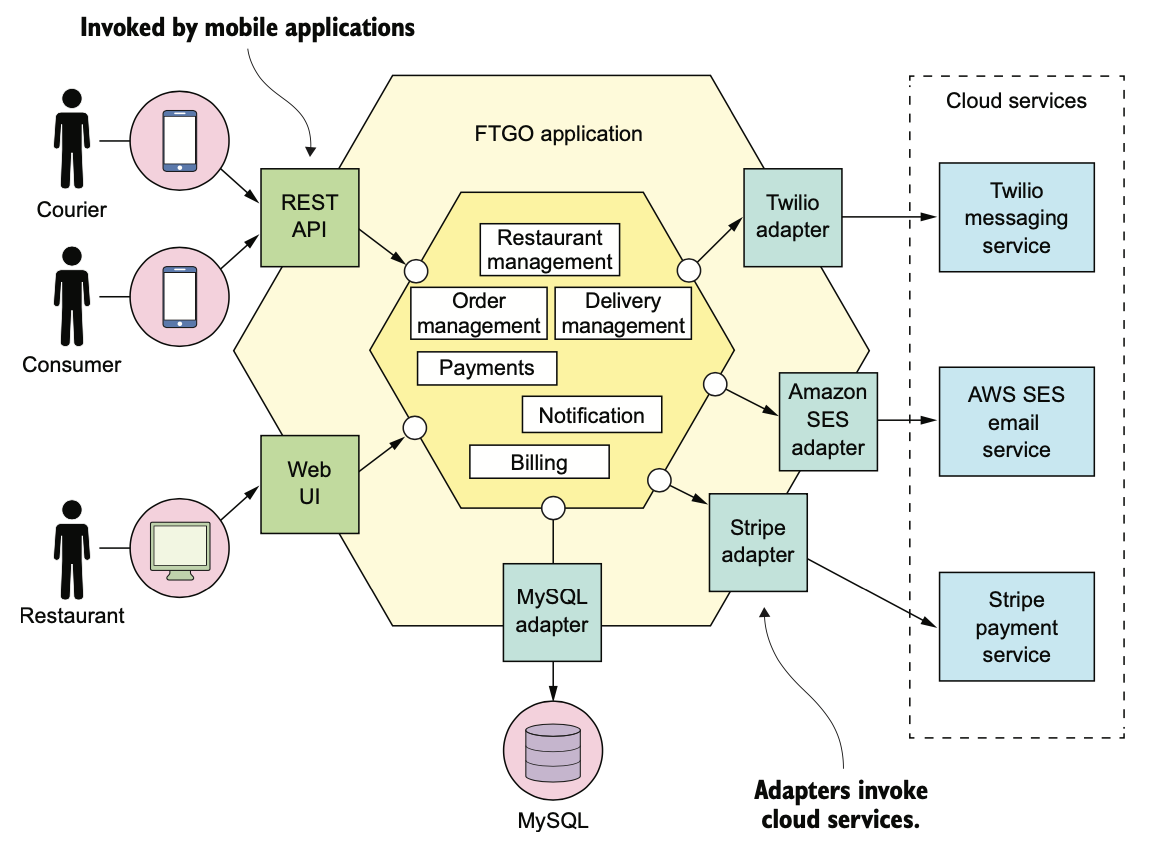 Invoked by mobile applications
Courier
Consumer
Restaurant
REST
API
Web
UI
FTGO application
Restaurant
management
Order
management
Delivery
management
Payments
Notification
Billing
MySQL
adapter
MySQL
Twilio
adapter
Amazon
SES
adapter
Stripe
adapter
Cloud services
Twilio
messaging
service
AWS SES
email
service
Stripe
payment
service
Adapters invoke
cloud services.